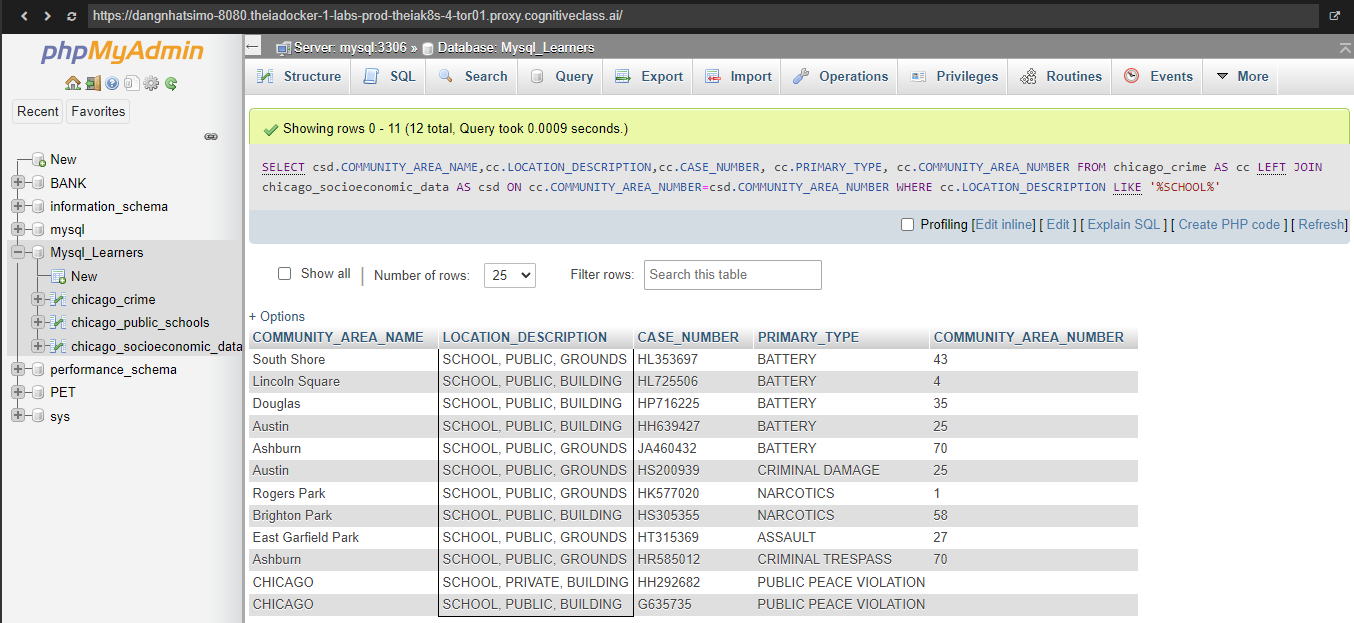 https://dangnhatsimo-8080.theiadocker-1-labs-prod-theiak8s-4-tor01.proxy.cognitiveclass.ai/
phpMyAdmin
Recent Favorites
New
BANK
information_schema
mysql
Mysql_Learners
New
chicago_crime
chicago_public_schools
chicago_socioeconomic_data
performance_schema
PET
sys
Server: mysql:3306 » Database: Mysql_Learners
Structure SQL Search Query Export Import Operations Privileges Routines Events More
Showing rows 0 - 11 (12 total, Query took 0.0009 seconds.)
SELECT csd.COMMUNITY_AREA_NAME,cc.LOCATION_DESCRIPTION,cc.CASE_NUMBER, cc.PRIMARY_TYPE, cc.COMMUNITY_AREA_NUMBER FROM chicago_crime AS cc LEFT JOIN
chicago_socioeconomic_data AS csd ON cc.COMMUNITY_AREA_NUMBER=csd.COMMUNITY_AREA_NUMBER WHERE cc.LOCATION_DESCRIPTION LIKE '%SCHOOL%'
Profiling [Edit inline] [ Edit ] [ Explain SQL ] [ Create PHP code ] [ Refresh]
Show all | Number of rows: 25 Filter rows: Search this table
+ Options
COMMUNITY_AREA_NAME LOCATION_DESCRIPTION CASE_NUMBER PRIMARY_TYPE COMMUNITY_AREA_NUMBER
South Shore SCHOOL, PUBLIC, GROUNDS HL353697 BATTERY 43
Lincoln Square SCHOOL, PUBLIC, BUILDING HL725506 BATTERY 4
Douglas SCHOOL, PUBLIC, BUILDING HP716225 BATTERY 35
Austin SCHOOL, PUBLIC, BUILDING HH639427 BATTERY 25
Ashburn SCHOOL, PUBLIC, GROUNDS JA460432 BATTERY 70
Austin SCHOOL, PUBLIC, GROUNDS HS200939 CRIMINAL DAMAGE 25
Rogers Park SCHOOL, PUBLIC, GROUNDS HK577020 NARCOTICS 1
Brighton Park SCHOOL, PUBLIC, BUILDING HS305355 NARCOTICS 58
East Garfield Park SCHOOL, PUBLIC, GROUNDS HT315369 ASSAULT 27
Ashburn SCHOOL, PUBLIC, GROUNDS HR585012 CRIMINAL TRESPASS 70
CHICAGO SCHOOL, PRIVATE, BUILDING HH292682 PUBLIC PEACE VIOLATION
CHICAGO SCHOOL, PUBLIC, BUILDING G635735 PUBLIC PEACE VIOLATION